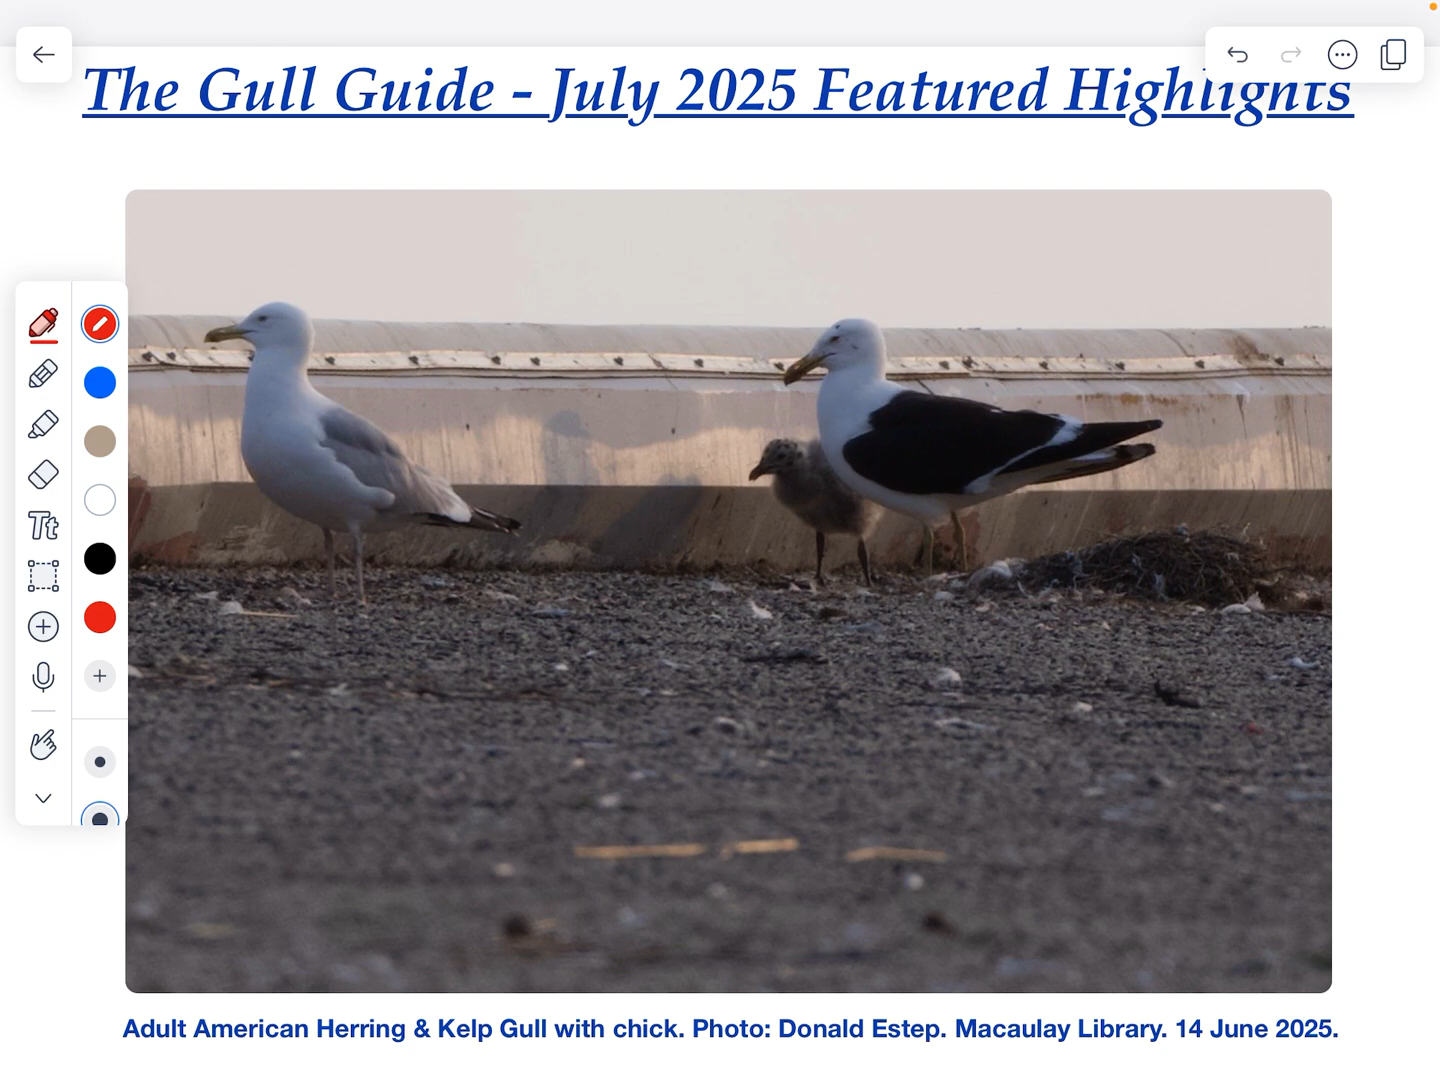 The Gull Guide - July 2025 Featured Highlights
Tt
Adult American Herring & Kelp Gull with chick. Photo: Donald Estep. Macaulay Library. 14 June 2025.